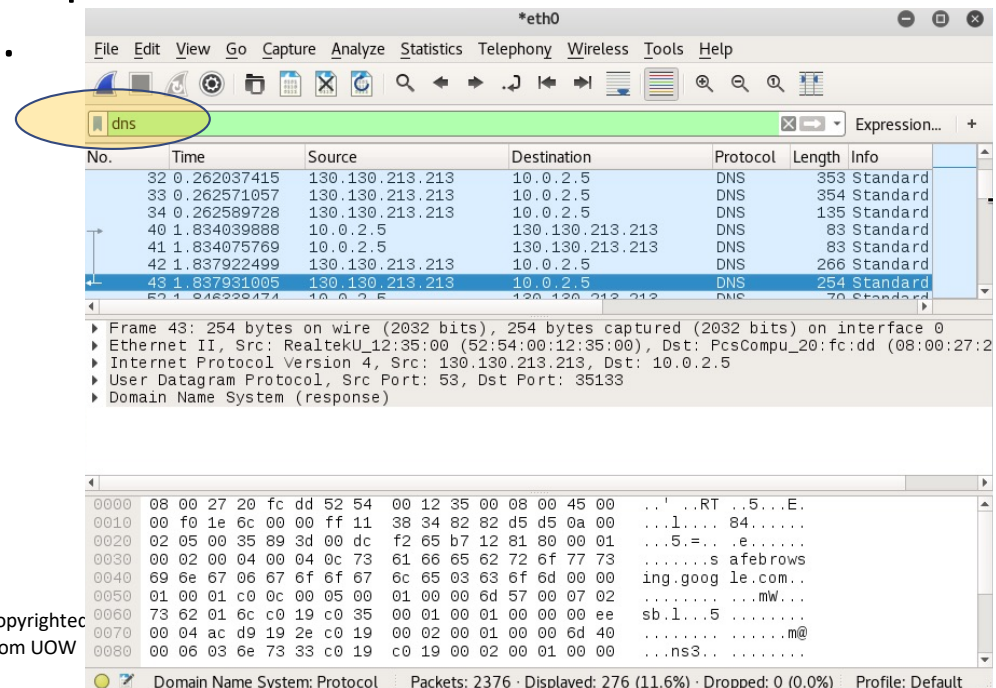 *eth0
.
File Edit View Go Capture Analyze Statistics Telephony Wireless Tools Help
dns Expression... +
No. Time Source Destination Protocol Length Info
32 0.262037415 130.130.213.213 10.0.2.5 DNS 353 Standard
33 0.262571057 130.130.213.213 10.0.2.5 DNS 354 Standard
34 0.262589728 130.130.213.213 10.0.2.5 DNS 135 Standard
40 1.834039888 10.0.2.5 130.130.213.213 DNS 83 Standard
41 1.834075769 10.0.2.5 130.130.213.213 DNS 83 Standard
42 1.837922499 130.130.213.213 10.0.2.5 DNS 266 Standard
43 1.837931005 130.130.213.213 10.0.2.5 DNS 254 Standard
52 1.846338474 10.0.2.5 130.130.213.213 DNS 70 Standard
Frame 43: 254 bytes on wire (2032 bits), 254 bytes captured (2032 bits) on interface 0
Ethernet II, Src: RealtekU_12:35:00 (52:54:00:12:35:00), Dst: PcsCompu_20:fc:dd (08:00:27:2
Internet Protocol Version 4, Src: 130.130.213.213, Dst: 10.0.2.5
User Datagram Protocol, Src Port: 53, Dst Port: 35133
Domain Name System (response)
0000 08 00 27 20 fc dd 52 54 00 12 35 00 08 00 45 00 ..' ..RT ..5...E.
0010 00 f0 1e 6c 00 00 ff 11 38 34 82 82 d5 d5 0a 00 ...l.... 84......
0020 02 05 00 35 89 3d 00 dc f2 65 b7 12 81 80 00 01 ...5.=.. .e......
0030 00 02 00 04 00 04 0c 73 61 66 65 62 72 6f 77 73 .......s afebrows
0040 69 6e 67 06 67 6f 6f 67 6c 65 03 63 6f 6d 00 00 ing.goog le.com..
0050 01 00 01 c0 0c 00 05 00 01 00 00 6d 57 00 07 02 ........ ...mW...
0060 73 62 01 6c c0 19 c0 35 00 01 00 01 00 00 00 ee sb.l...5 ........
0070 00 04 ac d9 19 2e c0 19 00 02 00 01 00 00 6d 40 ........ ......m@
0080 00 06 03 6e 73 33 c0 19 c0 19 00 02 00 01 00 00 ...ns3.. ........
opyrighted
om UOW
Domain Name System: Protocol Packets: 2376 · Displayed: 276 (11.6%) · Dropped: 0 (0.0%) Profile: Default